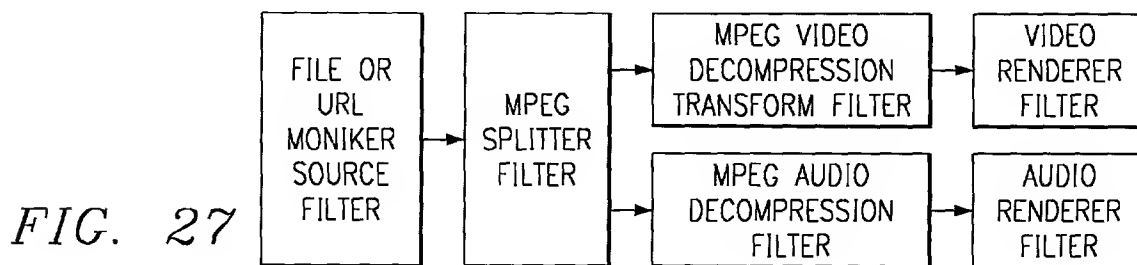 FILE OR
URL
MONIKER
SOURCE
FILTER
MPEG
SPLITTER
FILTER
MPEG VIDEO
DECOMPRESSION
TRANSFORM FILTER
VIDEO
RENDERER
FILTER
MPEG AUDIO
DECOMPRESSION
FILTER
AUDIO
RENDERER
FILTER
FIG. 27